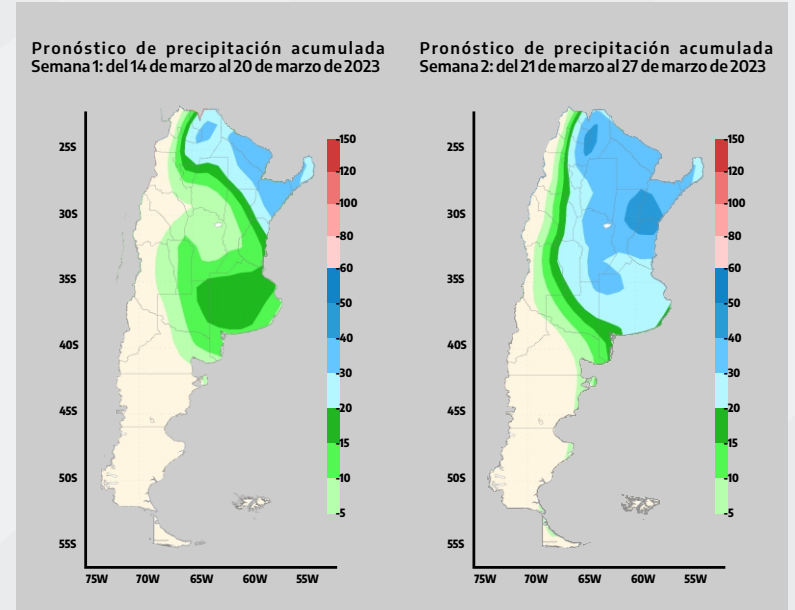 Pronóstico de precipitación acumulada
Semana 1: del 14 de marzo al 20 de marzo de 2023
25S
30S
35S
40S
45S
50S
55S
75W 70W 65W 60W 55W
150
120
100
80
60
50
40
30
20
15
10
5
Pronóstico de precipitación acumulada
Semana 2: del 21 de marzo al 27 de marzo de 2023
25S
30S
35S
40S
45S
50S
55S
75W 70W 65W 60W 55W
150
120
100
80
60
50
40
30
20
15
10
5